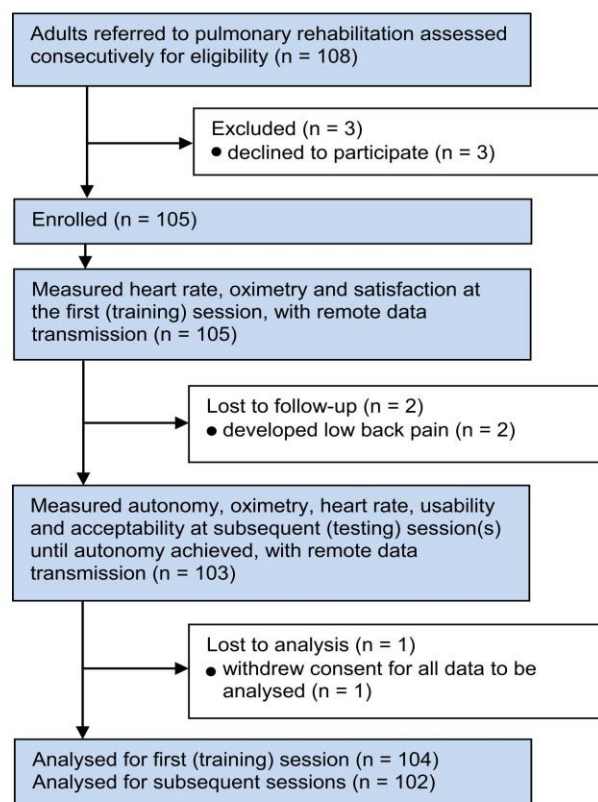 Adults referred to pulmonary rehabilitation assessed
consecutively for eligibility (n = 108)
Excluded (n = 3)
● declined to participate (n = 3)
Enrolled (n = 105)
Measured heart rate, oximetry and satisfaction at
the first (training) session, with remote data
transmission (n = 105)
Lost to follow-up (n = 2)
● developed low back pain (n = 2)
Measured autonomy, oximetry, heart rate, usability
and acceptability at subsequent (testing) session(s)
until autonomy achieved, with remote data
transmission (n = 103)
Lost to analysis (n = 1)
● withdrew consent for all data to be
analysed (n = 1)
Analysed for first (training) session (n = 104)
Analysed for subsequent sessions (n = 102)